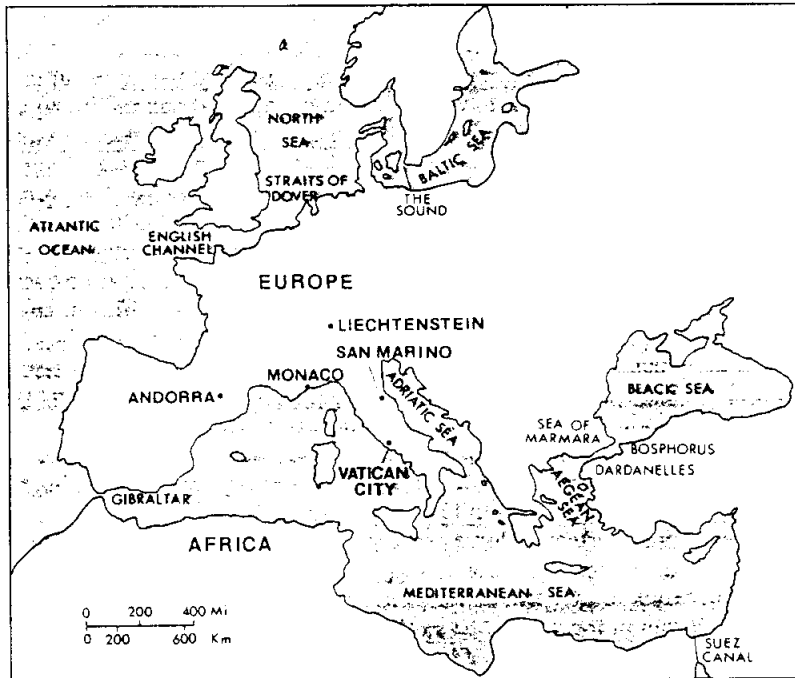 NORTH
SEA
STRAITS OF
DOVER
BALTIC SEA
THE
SOUND
ATLANTIC
OCEAN
ENGLISH
CHANNEL
EUROPE
LIECHTENSTEIN
SAN MARINO
MONACO
ANDORRA
ADRIATIC SEA
BLACK SEA
SEA OF
MARMARA
BOSPHORUS
DARDANELLES
VATICAN
CITY
AEGEAN
SEA
GIBRALTAR
AFRICA
MEDITERRANEAN SEA
0 200 400 Mi
0 200 600 Km
SUEZ
CANAL